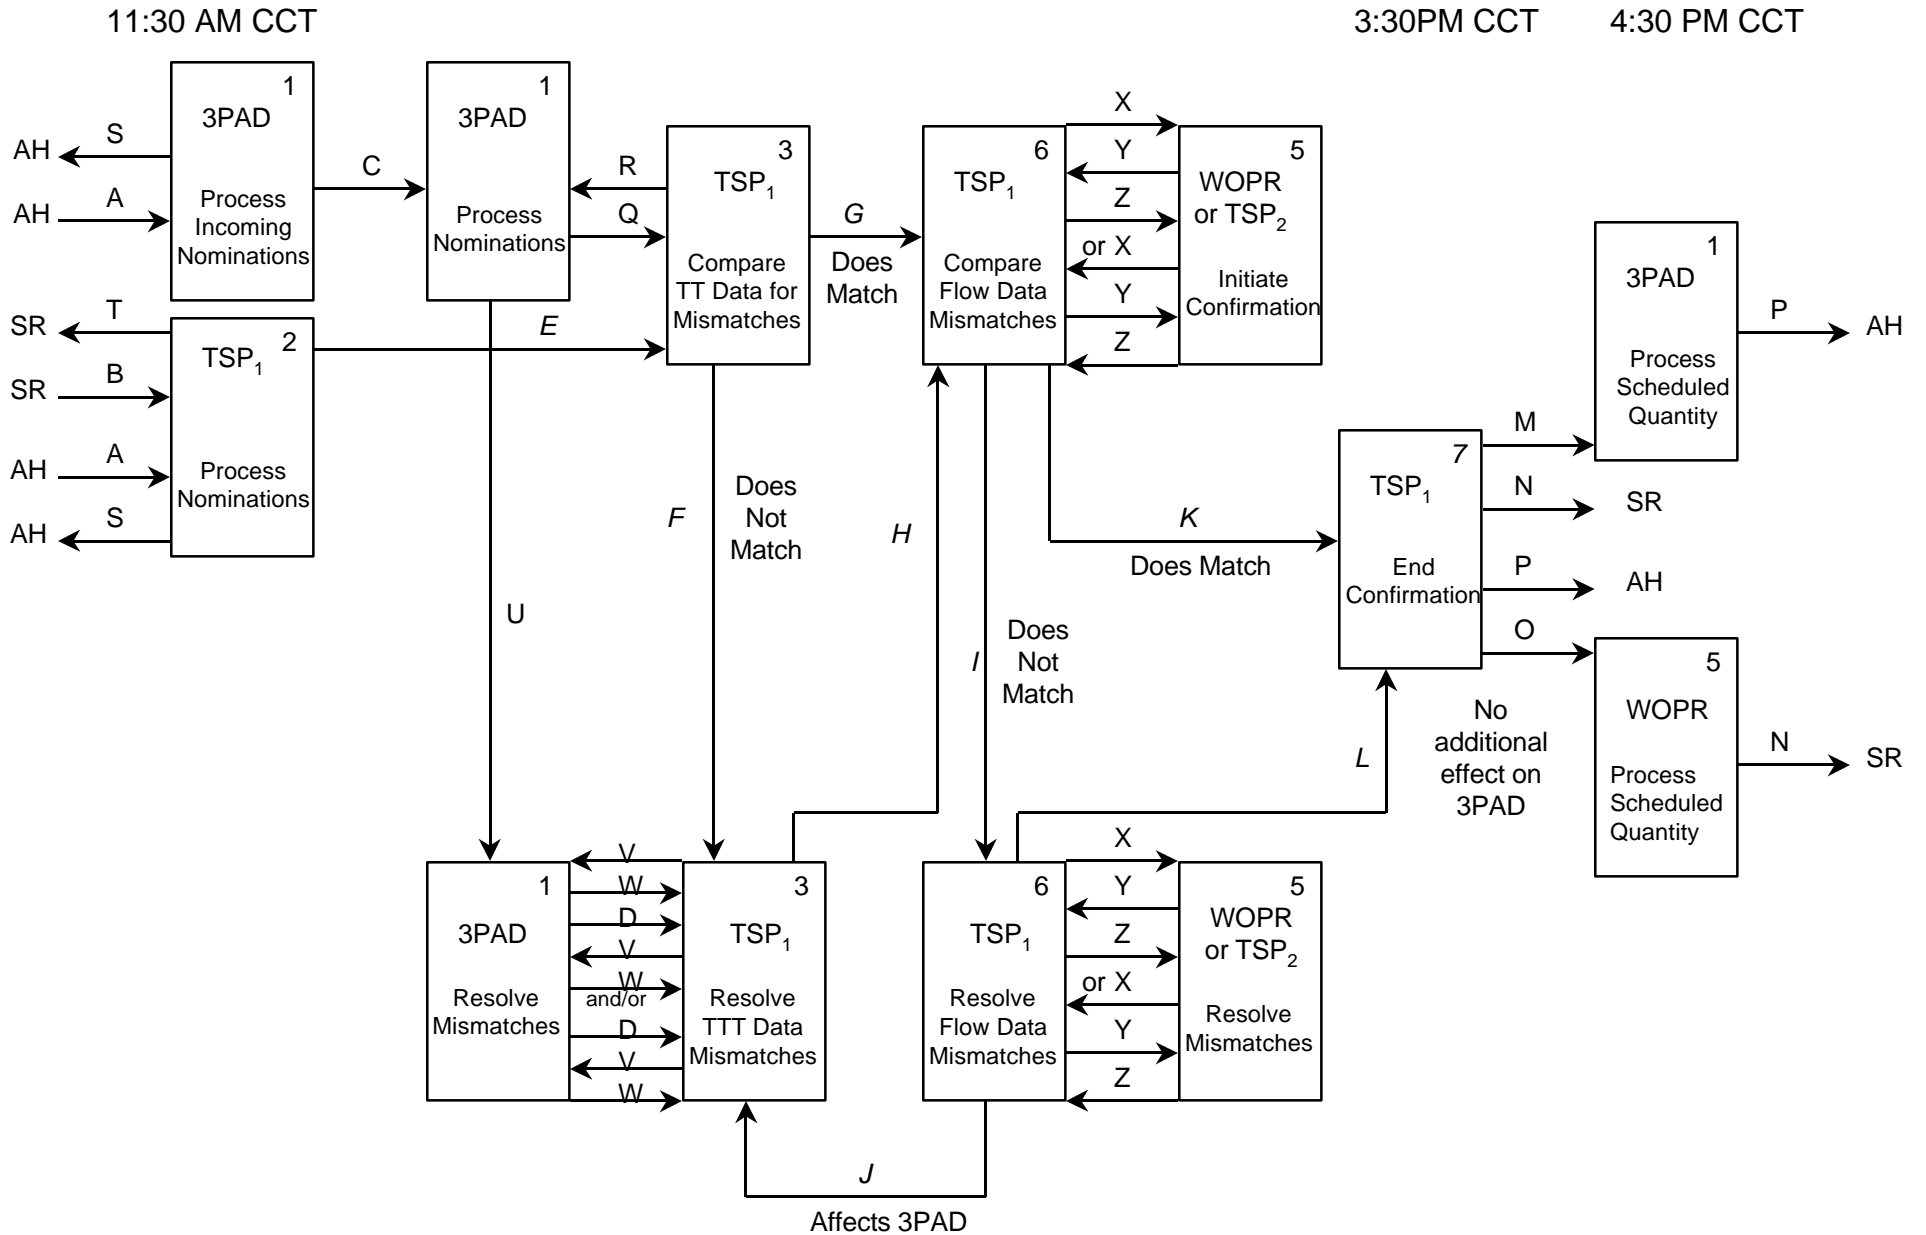 11:30 AM CCT
3:30PM CCT
4:30 PM CCT
1
3PAD
Process
Incoming
Nominations
AH
S
AH
A
C
1
3PAD
Process
Nominations
R
Q
3
TSP1
Compare
TT Data for
Mismatches
G
Does
Match
6
TSP1
Compare
Flow Data
Mismatches
X
Y
Z
or X
Y
Z
5
WOPR
or TSP2
Initiate
Confirmation
SR
T
SR
B
AH
A
AH
S
2
TSP1
Process
Nominations
E
U
F
Does
Not
Match
H
I
Does
Not
Match
K
Does Match
7
TSP1
End
Confirmation
M
N
SR
P
AH
O
1
3PAD
Process
Scheduled
Quantity
P
AH
5
WOPR
Process
Scheduled
Quantity
N
SR
No
additional
effect on
3PAD
L
1
3PAD
Resolve
Mismatches
V
W
D
V
W
and/or
D
V
W
3
TSP1
Resolve
TTT Data
Mismatches
6
TSP1
Resolve
Flow Data
Mismatches
X
Y
Z
or X
Y
Z
5
WOPR
or TSP2
Resolve
Mismatches
J
Affects 3PAD